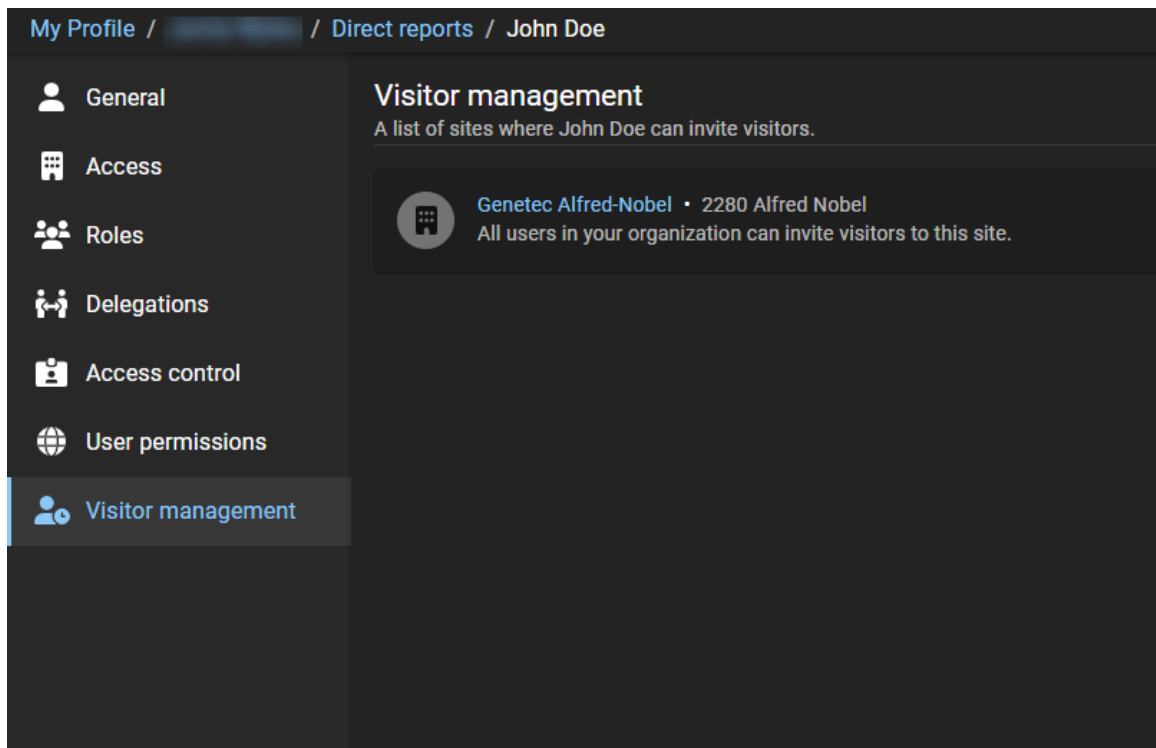 My Profile / / Direct reports / John Doe
General
Access
Roles
Delegations
Access control
User permissions
Visitor management
Visitor management
A list of sites where John Doe can invite visitors.
Genetec Alfred-Nobel • 2280 Alfred Nobel
All users in your organization can invite visitors to this site.